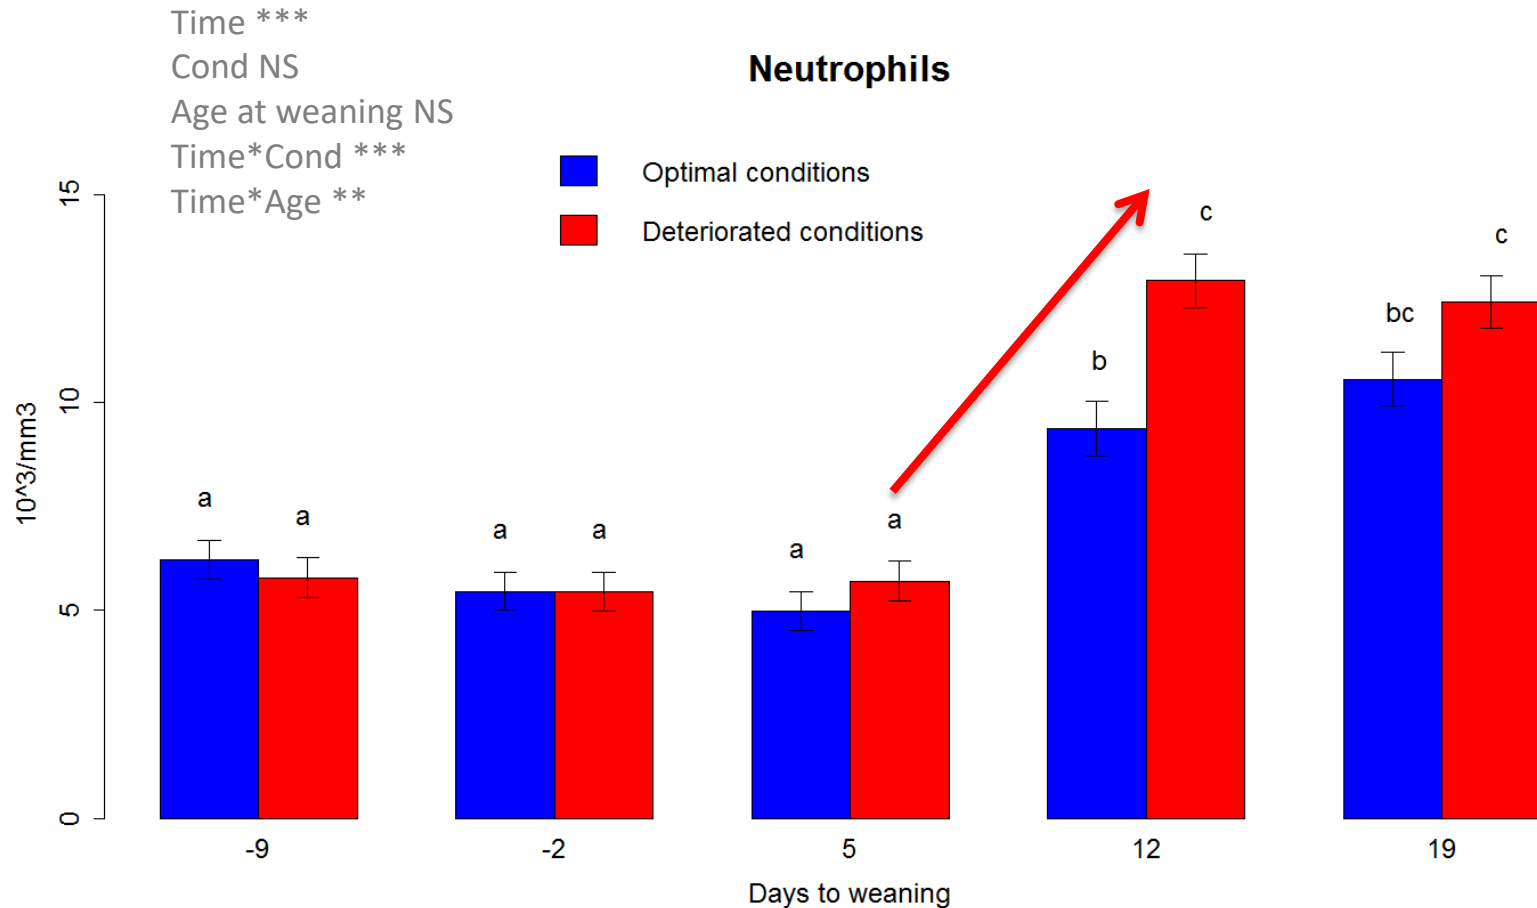 Time ***
Cond NS
Age at weaning NS
Time*Cond ***
Time*Age **
Neutrophils
Optimal conditions
Deteriorated conditions
10^3/mm3
15
10
5
0
a
a
a
a
a
a
b
c
bc
c
-9
-2
5
12
19
Days to weaning